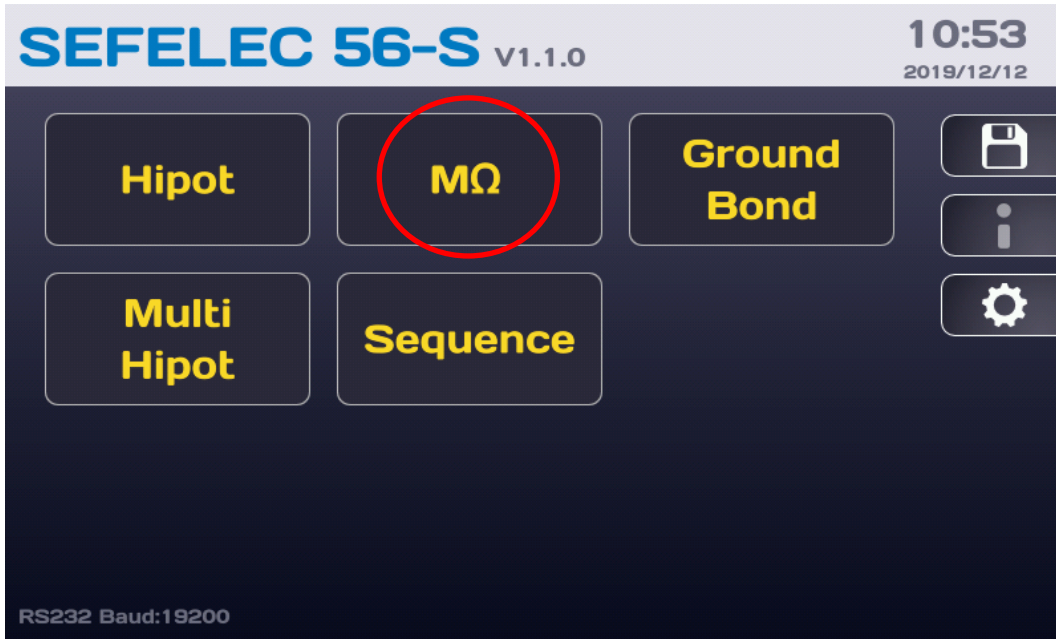 SEFELEC 56-S V1.1.0
10:53
2019/12/12
Hipot
MΩ
Ground
Bond
Multi
Hipot
Sequence
RS232 Baud:19200